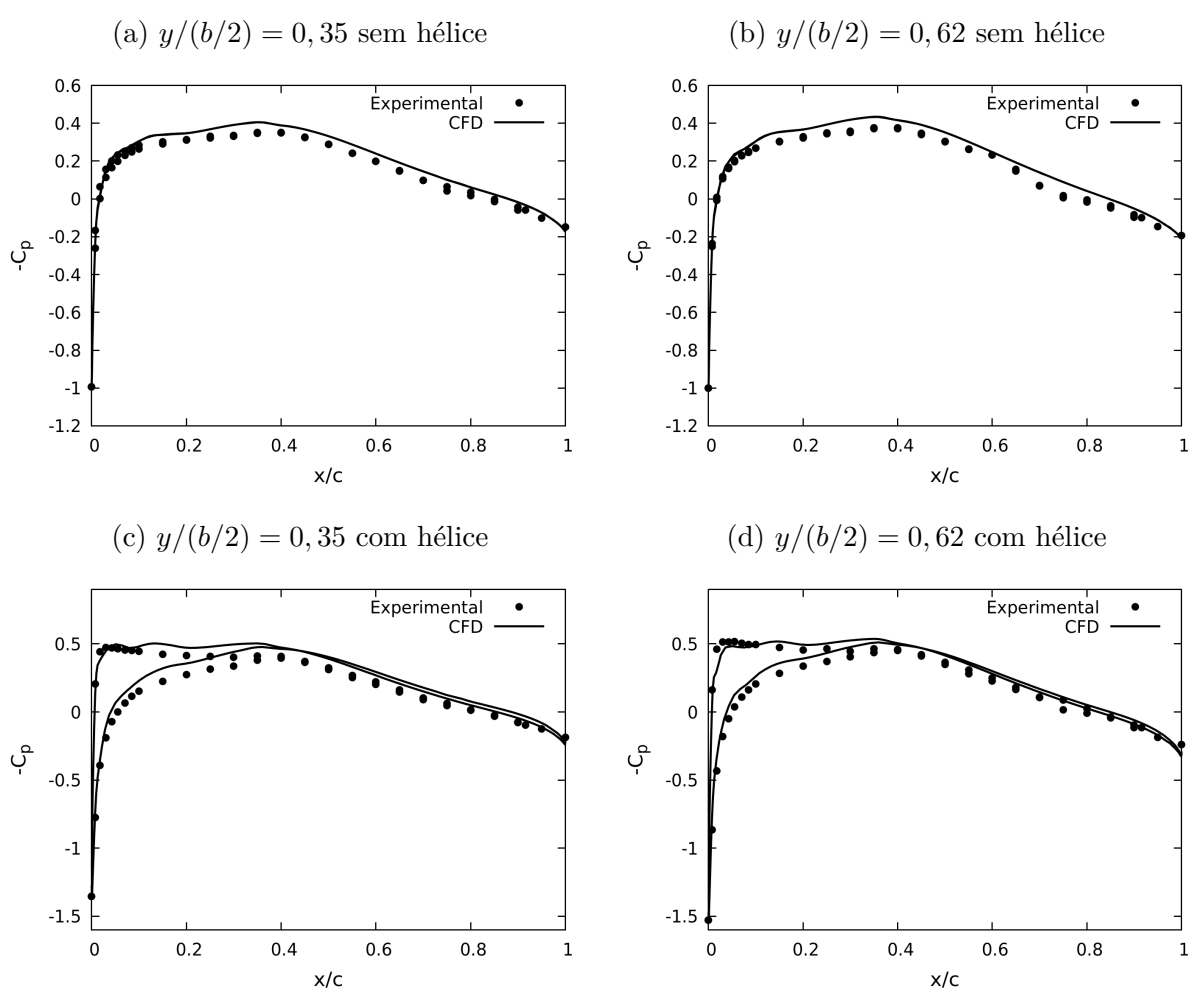 (a) y/(b/2) = 0, 35 sem hélice
(b) y/(b/2) = 0, 62 sem hélice
0.6
0.4
0.2
0
-0.2
-0.4
-0.6
-0.8
-1
-1.2
-Cp
Experimental
CFD
0 0.2 0.4 0.6 0.8 1
x/c
0.6
0.4
0.2
0
-0.2
-0.4
-0.6
-0.8
-1
-1.2
-Cp
Experimental
CFD
0 0.2 0.4 0.6 0.8 1
x/c
(c) y/(b/2) = 0, 35 com hélice
(d) y/(b/2) = 0, 62 com hélice
0.5
0
-0.5
-1
-1.5
-Cp
Experimental
CFD
0 0.2 0.4 0.6 0.8 1
x/c
0.5
0
-0.5
-1
-1.5
-Cp
Experimental
CFD
0 0.2 0.4 0.6 0.8 1
x/c